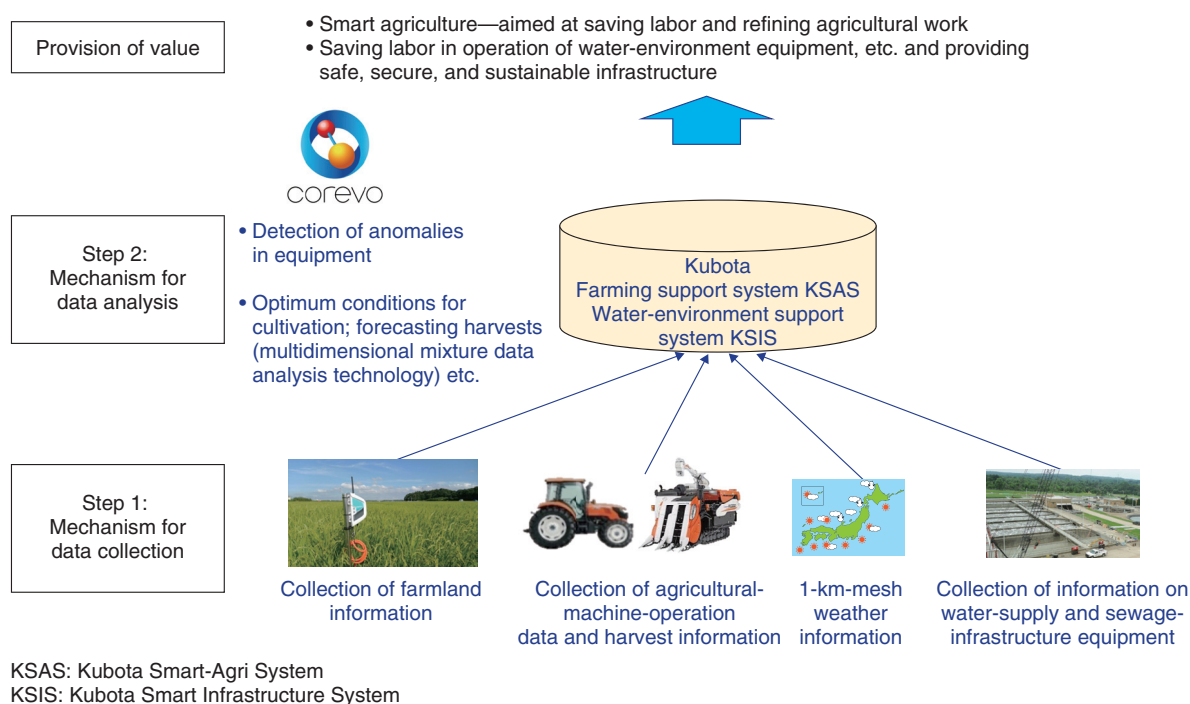 Provision of value
• Smart agriculture—aimed at saving labor and refining agricultural work
• Saving labor in operation of water-environment equipment, etc. and providing
safe, secure, and sustainable infrastructure
corevo
Step 2:
Mechanism for
data analysis
• Detection of anomalies
in equipment
• Optimum conditions for
cultivation; forecasting harvests
(multidimensional mixture data
analysis technology) etc.
Kubota
Farming support system KSAS
Water-environment support
system KSIS
Step 1:
Mechanism for
data collection
Collection of farmland
information
Collection of agricultural-
machine-operation
data and harvest information
1-km-mesh
weather
information
Collection of information on
water-supply and sewage-
infrastructure equipment
KSAS: Kubota Smart-Agri System
KSIS: Kubota Smart Infrastructure System